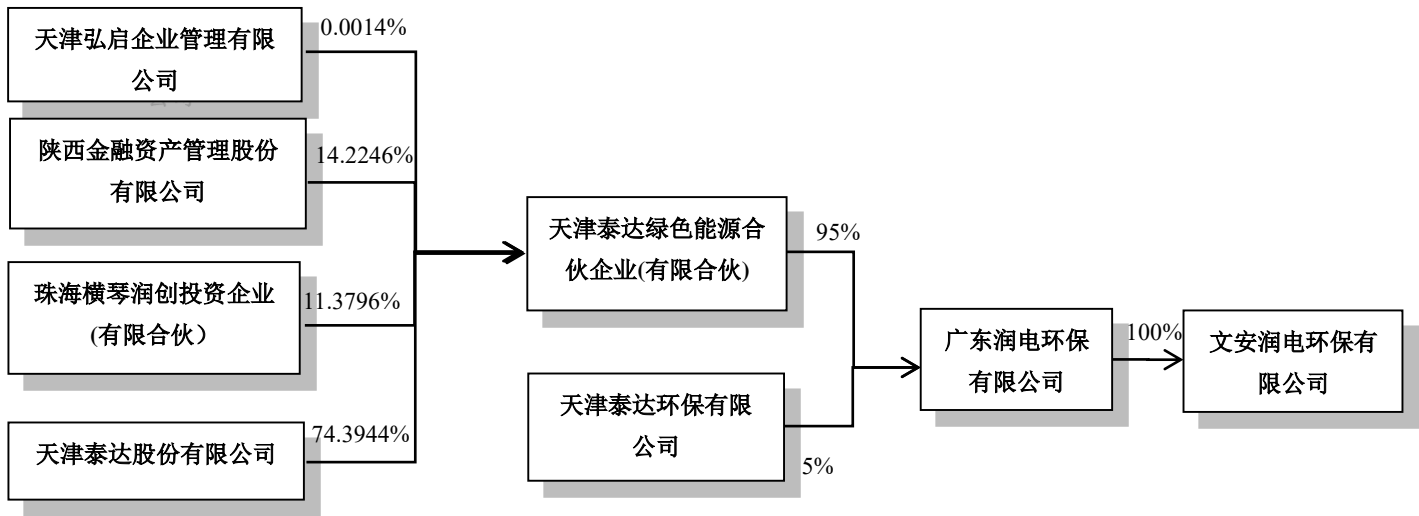 天津弘启企业管理有限
公司
0.0014%
陕西金融资产管理股份
有限公司
14.2246%
珠海横琴润创投资企业
(有限合伙）
11.3796%
天津泰达股份有限公司
74.3944%
天津泰达绿色能源合
伙企业(有限合伙)
95%
天津泰达环保有限
公司
5%
广东润电环保
有限公司
100%
文安润电环保有
限公司